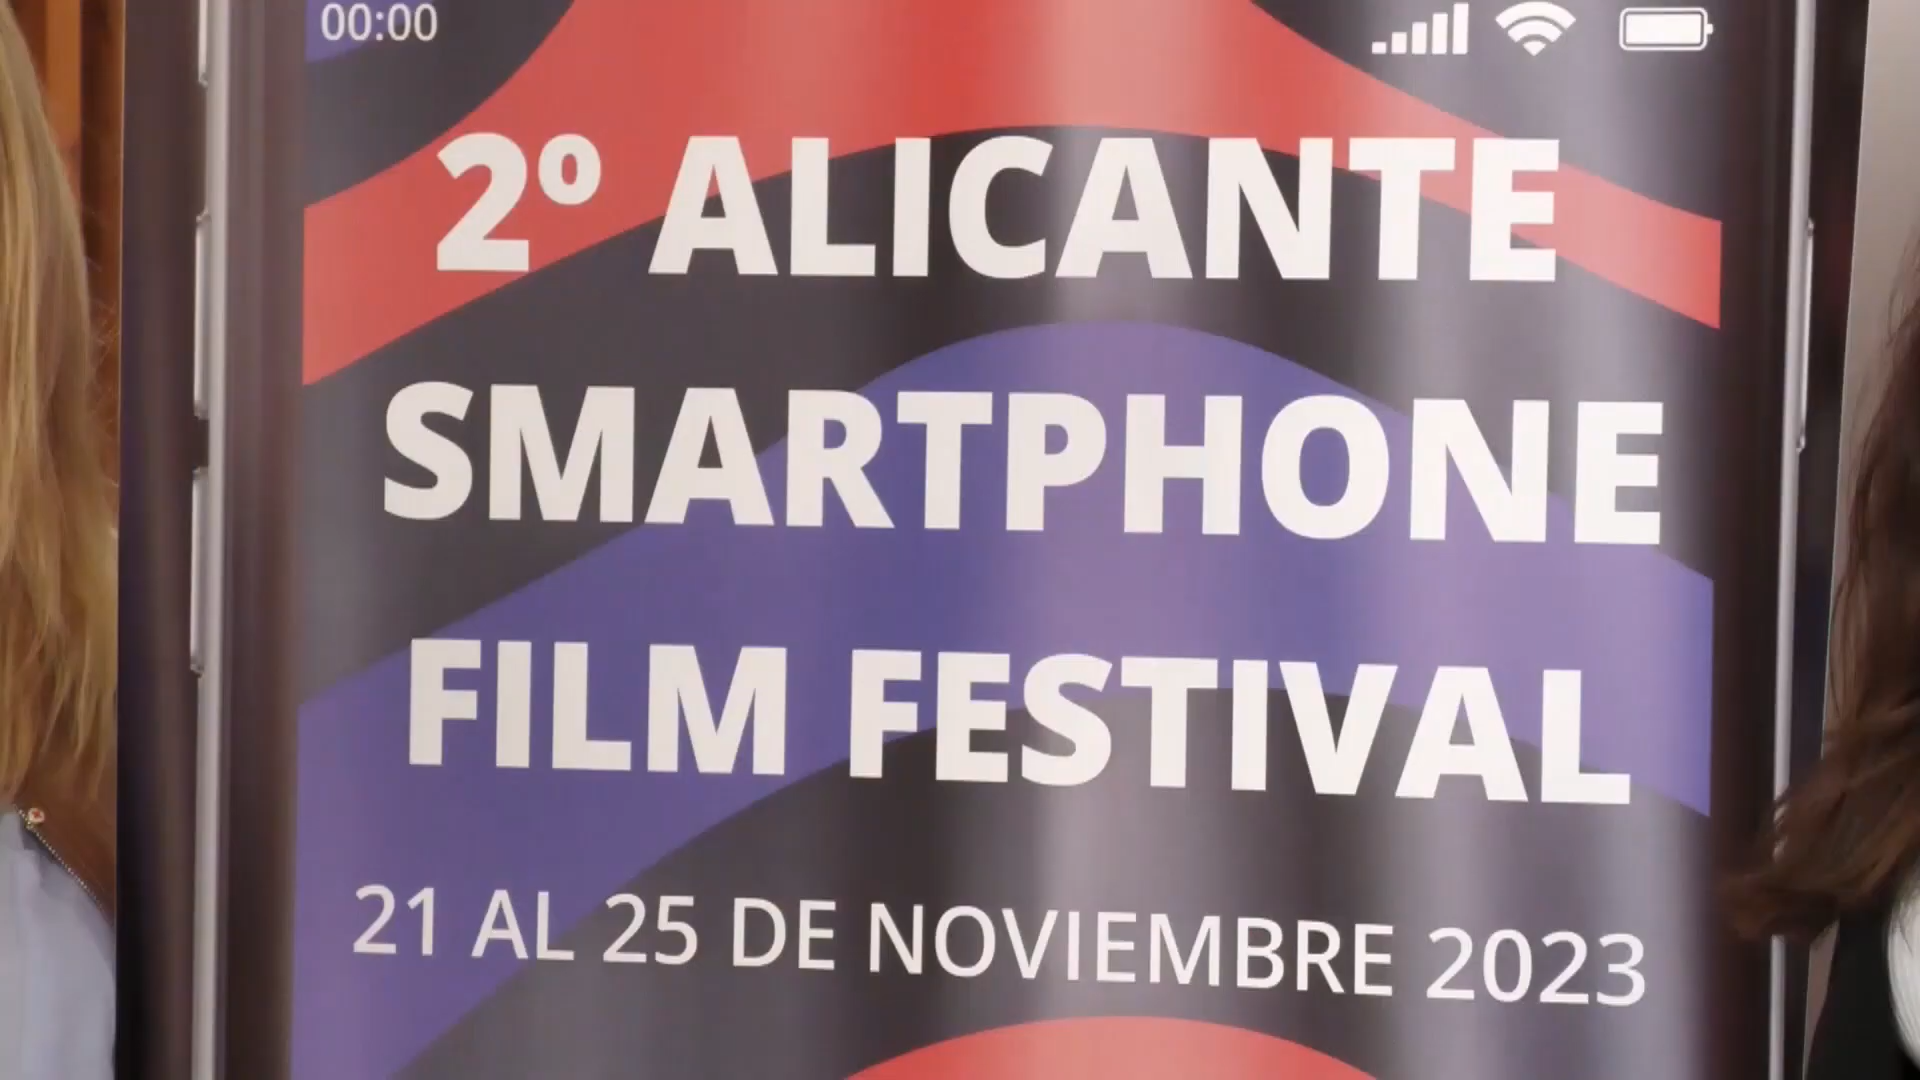 00:00
2º ALICANTE
SMARTPHONE
FILM FESTIVAL
21 AL 25 DE NOVIEMBRE 2023